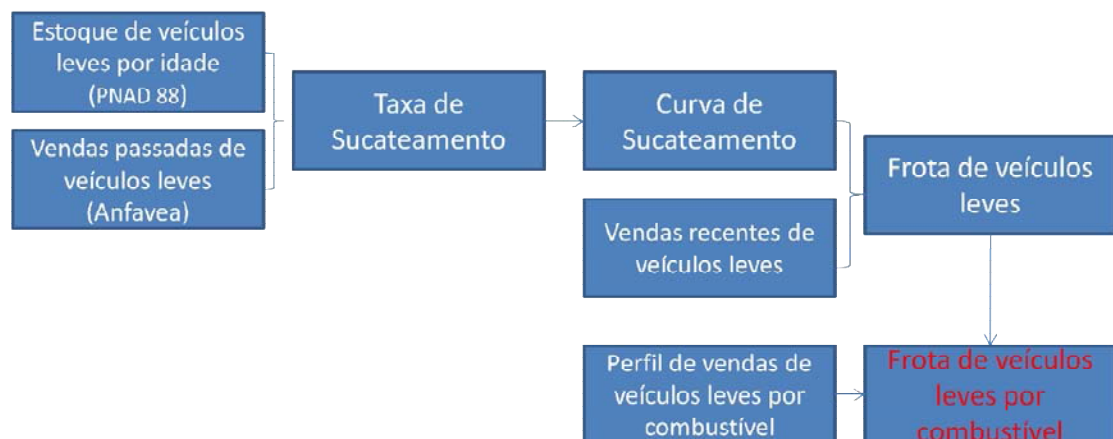 Estoque de veículos
leves por idade
(PNAD 88)
Vendas passadas de
veículos leves
(Anfavea)
Taxa de
Sucateamento
Curva de
Sucateamento
Vendas recentes de
veículos leves
Frota de veículos
leves
Perfil de vendas de
veículos leves por
combustível
Frota de veículos
leves por
combustível